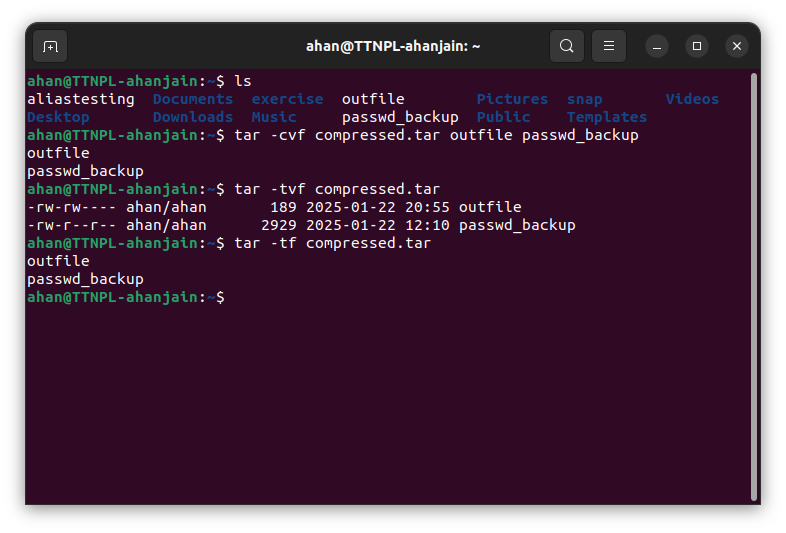 ahan@TTNPL-ahanjain: ~
ahan@TTNPL-ahanjain:~$ ls
aliastesting  Documents  exercise  outfile        Pictures  snap       Videos
Desktop       Downloads  Music     passwd_backup  Public    Templates
ahan@TTNPL-ahanjain:~$ tar -cvf compressed.tar outfile passwd_backup
outfile
passwd_backup
ahan@TTNPL-ahanjain:~$ tar -tvf compressed.tar
-rw-rw---- ahan/ahan       189 2025-01-22 20:55 outfile
-rw-r--r-- ahan/ahan      2929 2025-01-22 12:10 passwd_backup
ahan@TTNPL-ahanjain:~$ tar -tf compressed.tar
outfile
passwd_backup
ahan@TTNPL-ahanjain:~$